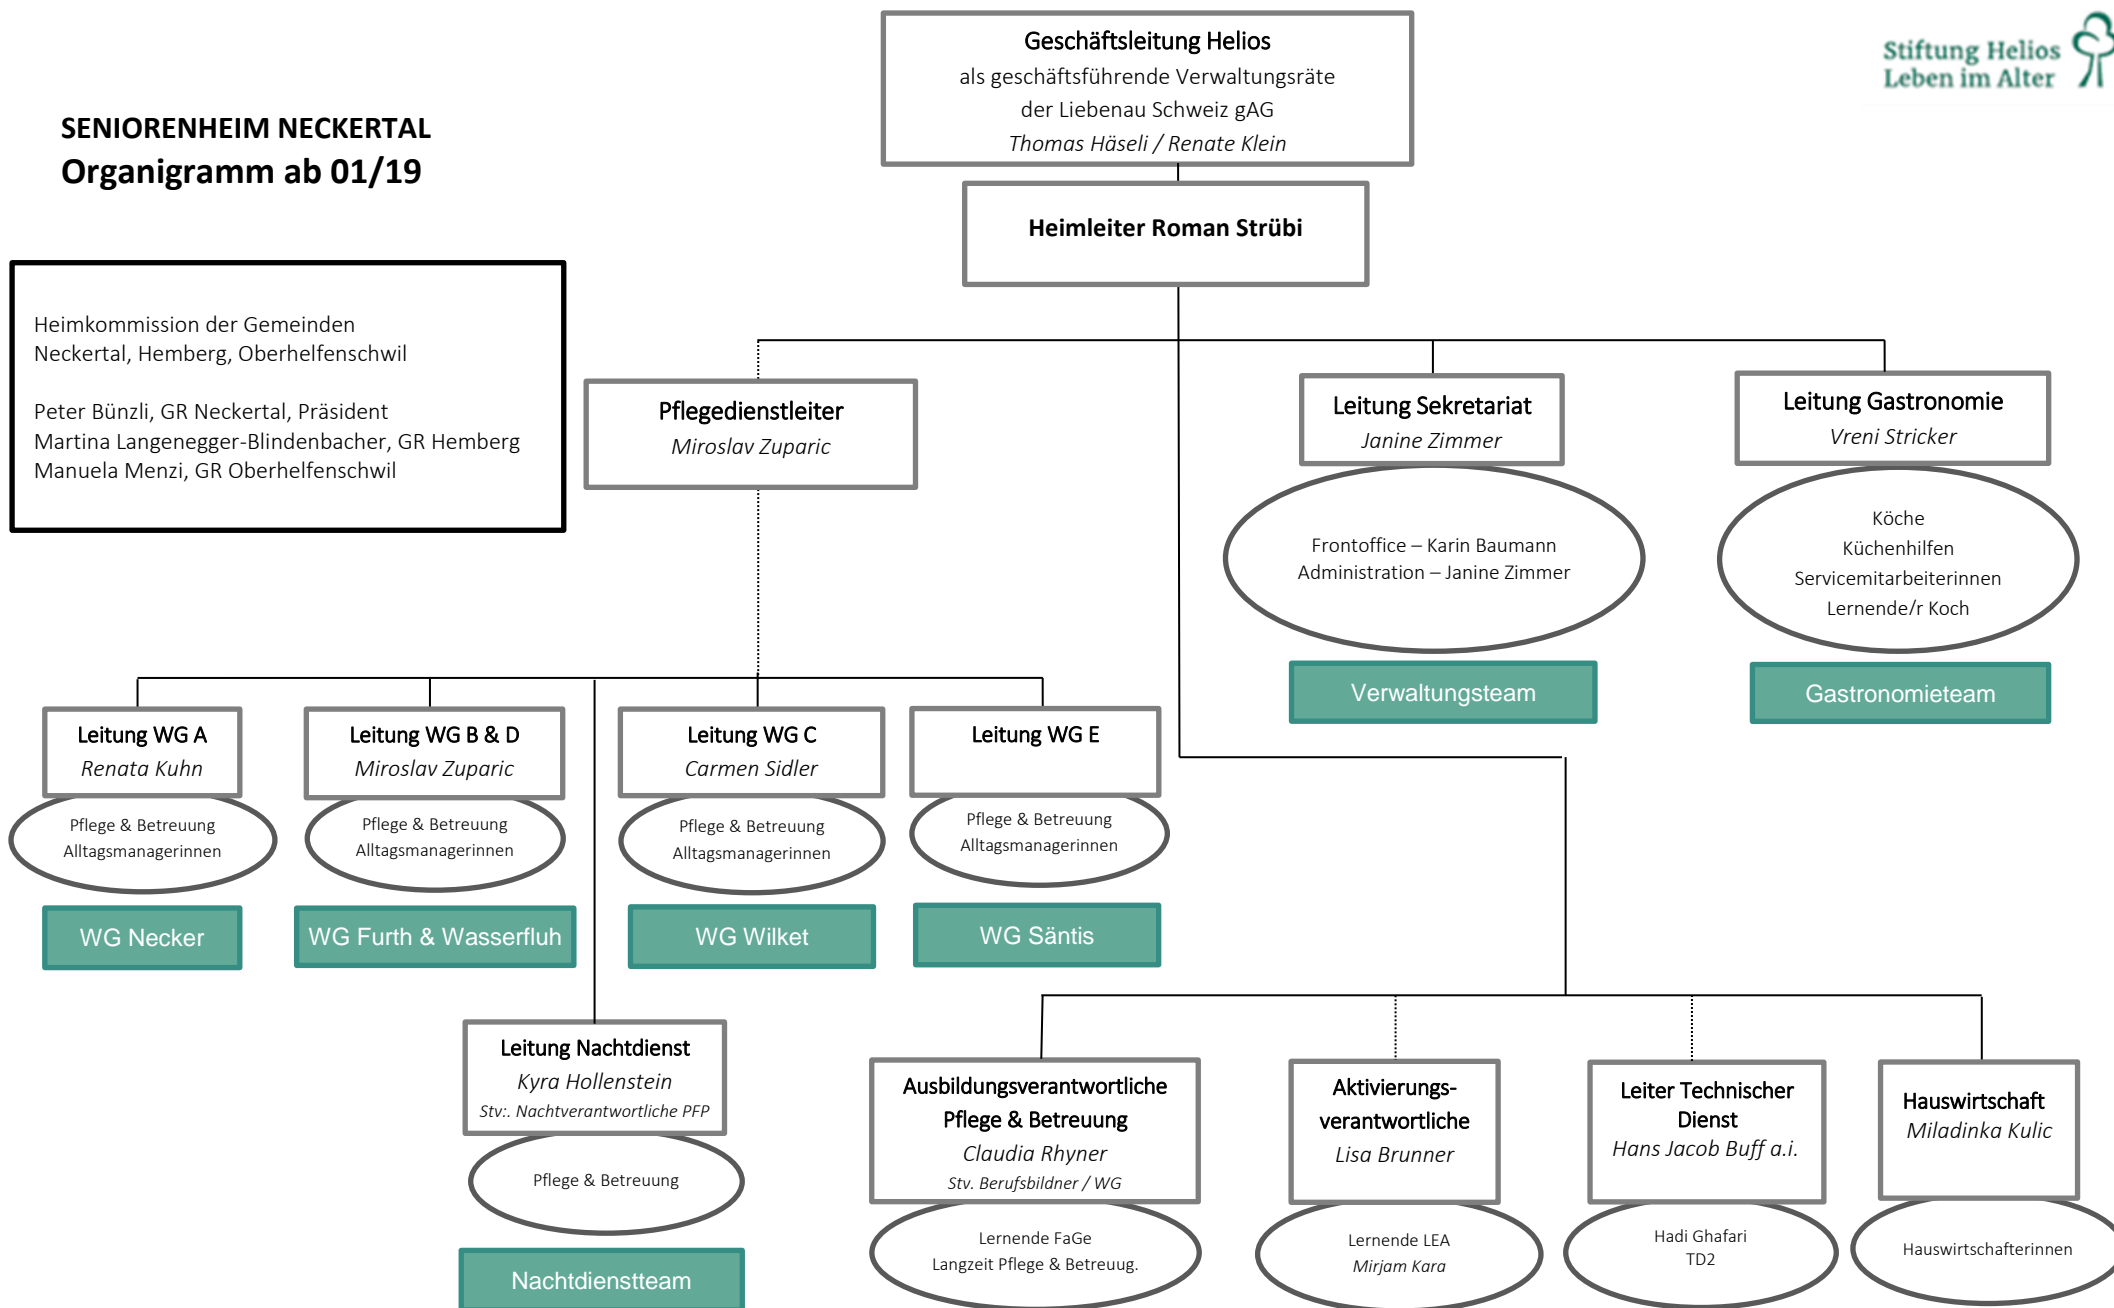 Geschäftsleitung Helios
als geschäftsführende Verwaltungsräte
der Liebenau Schweiz gAG
Thomas Häseli / Renate Klein
Stiftung Helios
Leben im Alter
SENIORENHEIM NECKERTAL
Organigramm ab 01/19
Heimleiter Roman Strübi
Heimkommission der Gemeinden
Neckertal, Hemberg, Oberhelfenschwil
Peter Bünzli, GR Neckertal, Präsident
Martina Langenegger-Blindenbacher, GR Hemberg
Manuela Menzi, GR Oberhelfenschwil
Pflegedienstleiter
Miroslav Zuparic
Leitung Sekretariat
Janine Zimmer
Frontoffice – Karin Baumann
Administration – Janine Zimmer
Verwaltungsteam
Leitung Gastronomie
Vreni Stricker
Köche
Küchenhilfen
Servicemitarbeiterinnen
Lernende/r Koch
Gastronomieteam
Leitung WG A
Renata Kuhn
Pflege & Betreuung
Alltagsmanagerinnen
WG Necker
Leitung WG B & D
Miroslav Zuparic
Pflege & Betreuung
Alltagsmanagerinnen
WG Furth & Wasserfluh
Leitung WG C
Carmen Sidler
Pflege & Betreuung
Alltagsmanagerinnen
WG Wilket
Leitung WG E
Pflege & Betreuung
Alltagsmanagerinnen
WG Säntis
Leitung Nachtdienst
Kyra Hollenstein
Stv:. Nachtverantwortliche PFP
Pflege & Betreuung
Nachtdienstteam
Ausbildungsverantwortliche
Pflege & Betreuung
Claudia Rhyner
Stv. Berufsbildner / WG
Lernende FaGe
Langzeit Pflege & Betreuug.
Aktivierungs-
verantwortliche
Lisa Brunner
Lernende LEA
Mirjam Kara
Leiter Technischer
Dienst
Hans Jacob Buff a.i.
Hadi Ghafari
TD2
Hauswirtschaft
Miladinka Kulic
Hauswirtschafterinnen